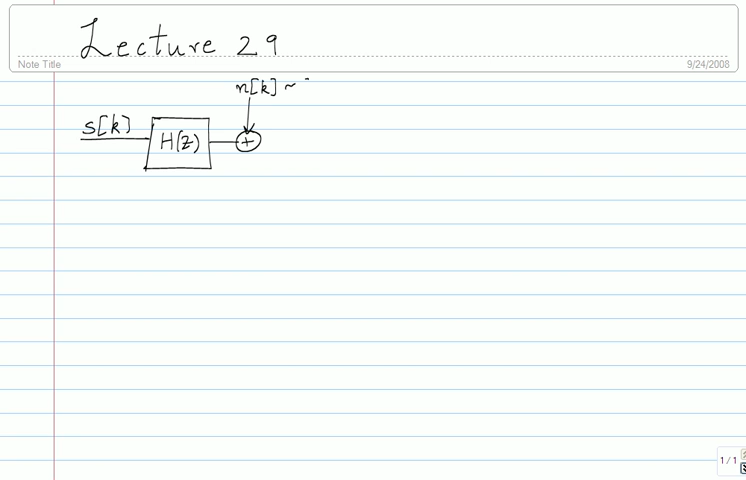 Lecture 29
Note Title
9/24/2008
n[k] ~
s[k]
H(z)
+
1/1